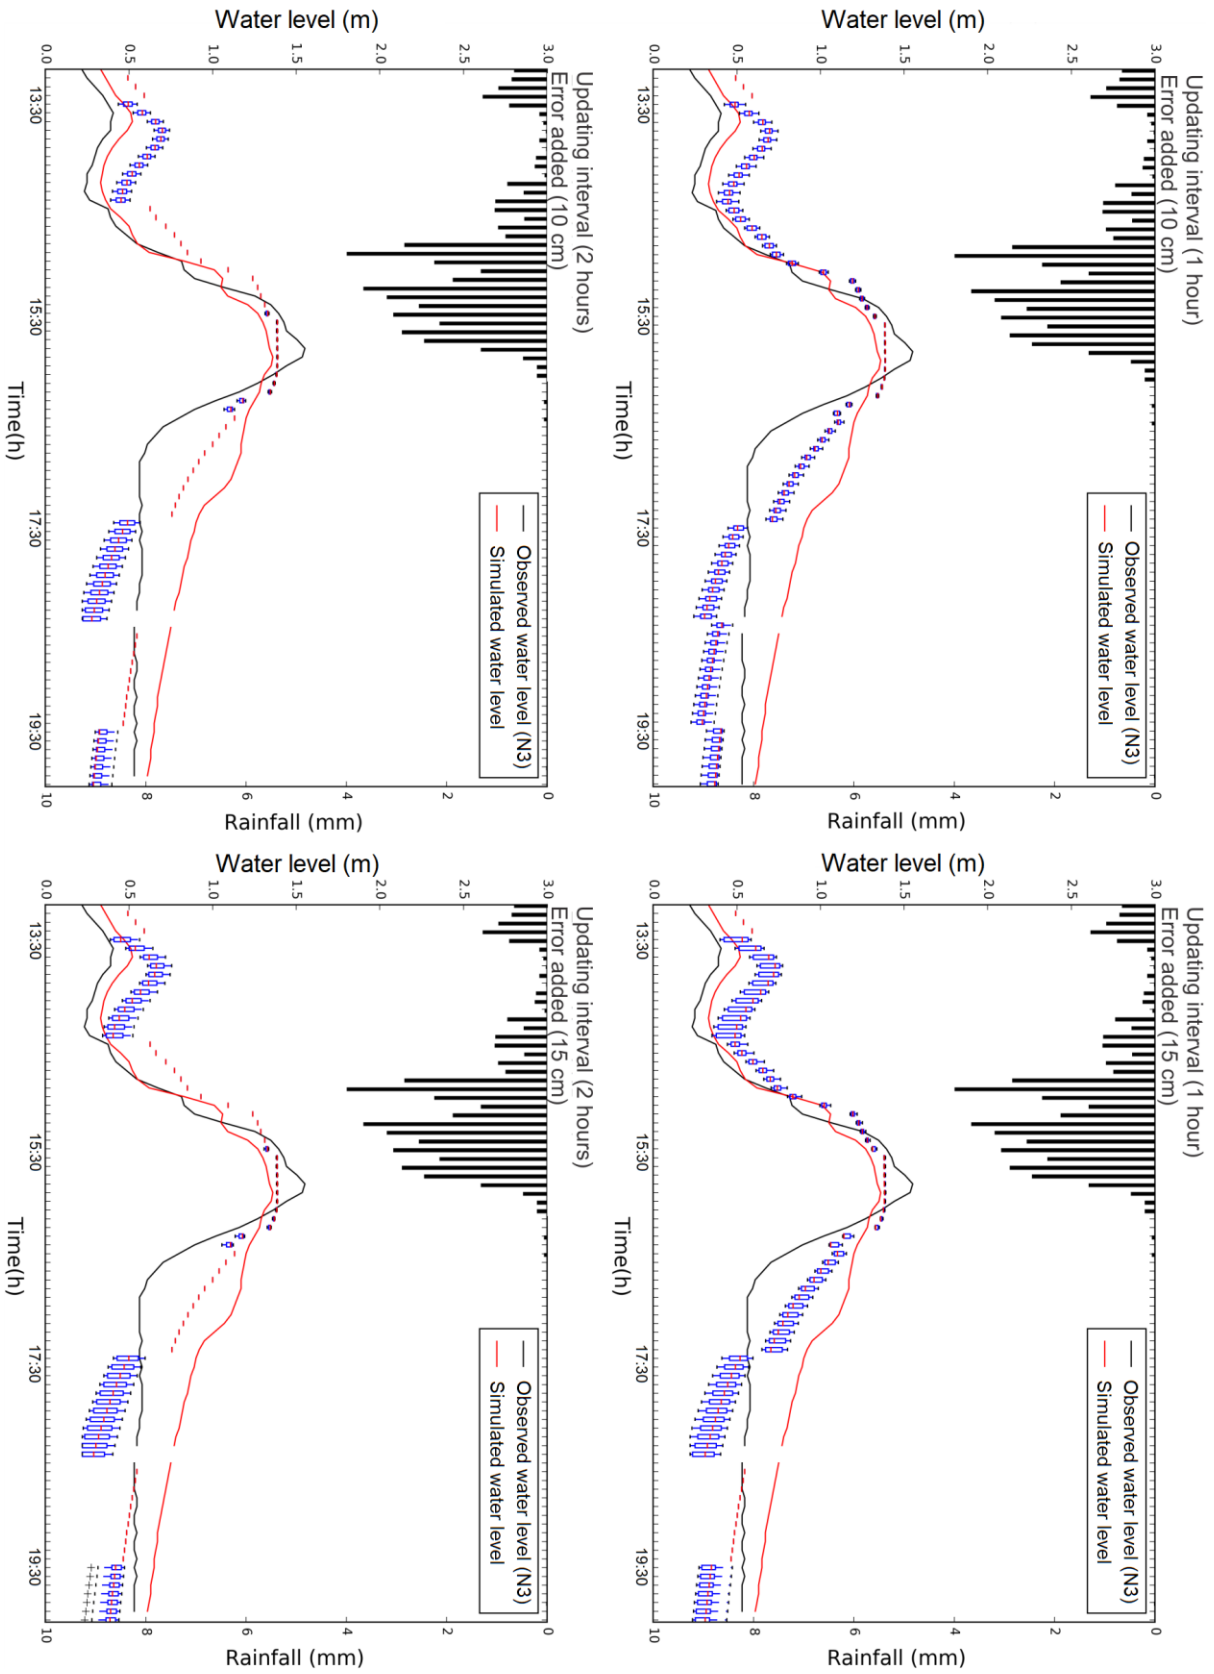 Updating interval (1 hour)
Error added (10 cm)
Observed water level (N3)
Simulated water level
Water level (m)
3.0
2.5
2.0
1.5
1.0
0.5
0.0
Rainfall (mm)
0
2
4
6
8
10
13:30
15:30
17:30
19:30
Time(h)
Updating interval (1 hour)
Error added (15 cm)
Observed water level (N3)
Simulated water level
Water level (m)
3.0
2.5
2.0
1.5
1.0
0.5
0.0
Rainfall (mm)
0
2
4
6
8
10
13:30
15:30
17:30
19:30
Time(h)
Updating interval (2 hours)
Error added (10 cm)
Observed water level (N3)
Simulated water level
Water level (m)
3.0
2.5
2.0
1.5
1.0
0.5
0.0
Rainfall (mm)
0
2
4
6
8
10
13:30
15:30
17:30
19:30
Time(h)
Updating interval (2 hours)
Error added (15 cm)
Observed water level (N3)
Simulated water level
Water level (m)
3.0
2.5
2.0
1.5
1.0
0.5
0.0
Rainfall (mm)
0
2
4
6
8
10
13:30
15:30
17:30
19:30
Time(h)